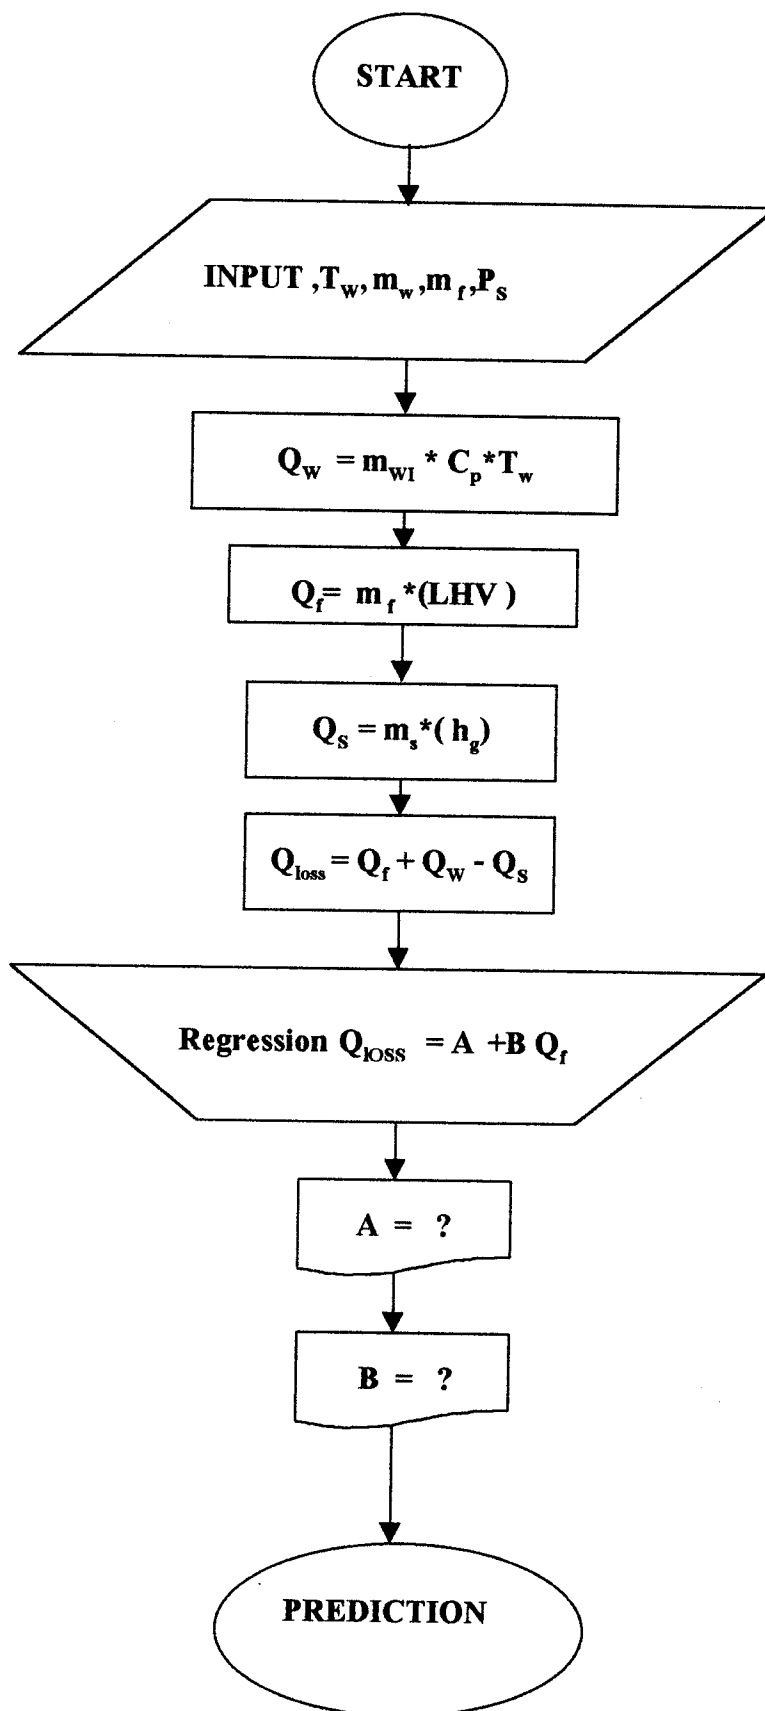 START
INPUT ,T_W, m_w ,m_f ,P_S
Q_W = m_WI * C_p *T_w
Q_f= m_f *(LHV )
Q_S = m_s*( h_g)
Q_loss = Q_f + Q_W - Q_S
Regression Q_lOSS = A +B Q_f
A = ?
B = ?
PREDICTION